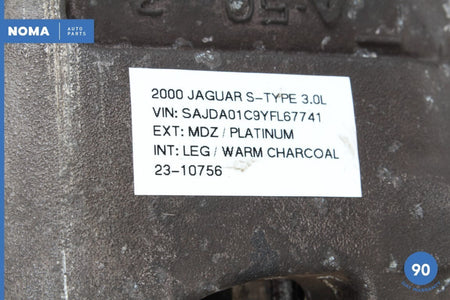 NOMA AUTO PARTS
A-50
2000 JAGUAR S-TYPE 3.0L
VIN: SAJDA01C9YFL67741
EXT: MDZ / PLATINUM
INT: LEG / WARM CHARCOAL
23-10756
90